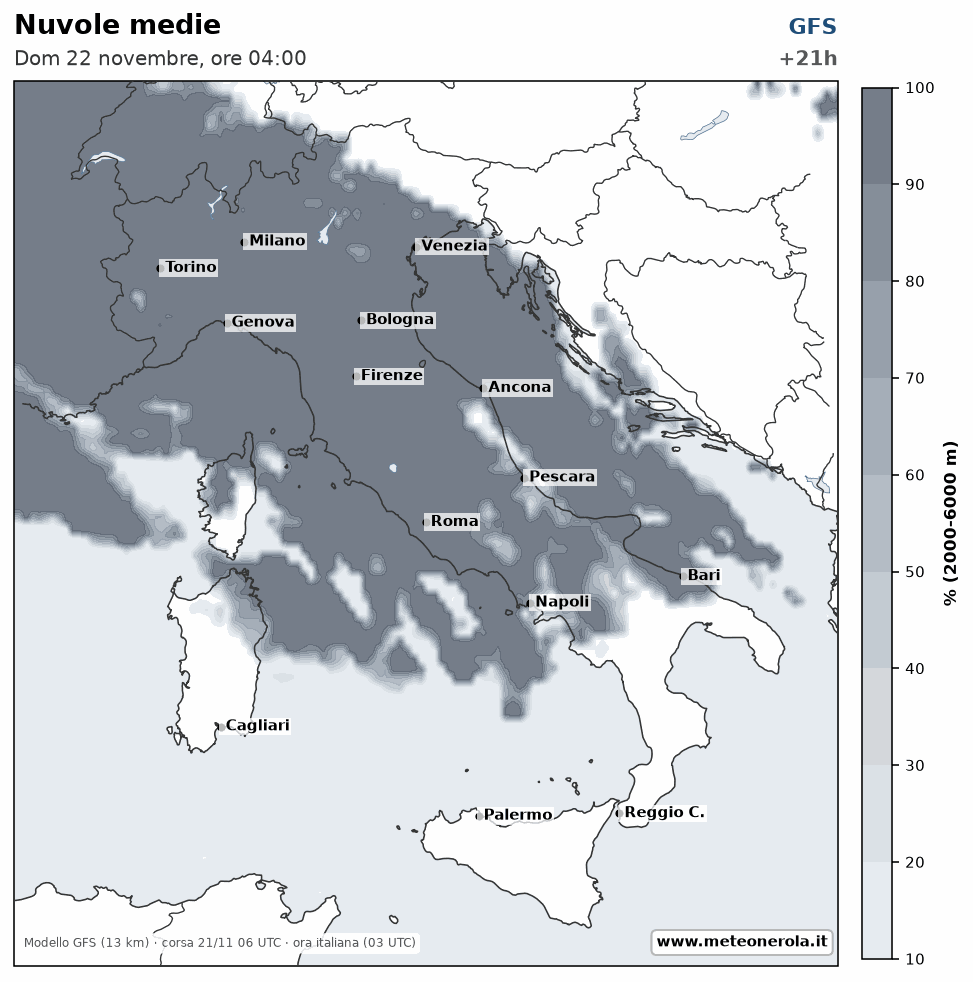 Nuvole medie
GFS
Dom 22 novembre, ore 04:00
+21h
Milano
Venezia
Torino
Genova
Bologna
Firenze
Ancona
Pescara
Roma
Bari
Napoli
Cagliari
Palermo
Reggio C.
Modello GFS (13 km) · corsa 21/11 06 UTC · ora italiana (03 UTC)
www.meteonerola.it
100
90
80
70
60
50
40
30
20
10
% (2000-6000 m)